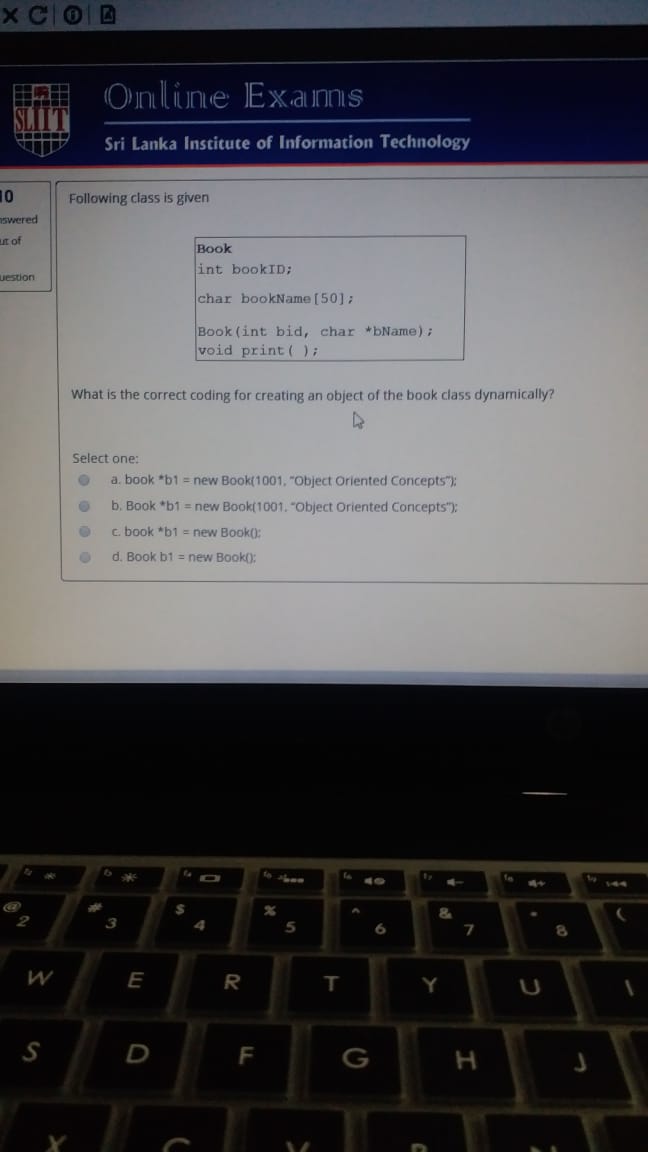 Online Exams
SLIIT
Sri Lanka Institute of Information Technology
10
nswered
ut of
uestion
Following class is given
Book
int bookID;
char bookName[50];
Book(int bid, char *bName);
void print( );
What is the correct coding for creating an object of the book class dynamically?
Select one:
a. book *b1 = new Book(1001, "Object Oriented Concepts");
b. Book *b1 = new Book(1001, "Object Oriented Concepts");
c. book *b1 = new Book();
d. Book b1 = new Book();
@ # $ % ^ & * (
2 3 4 5 6 7 8
W E R T Y U I
S D F G H J
X C V B N